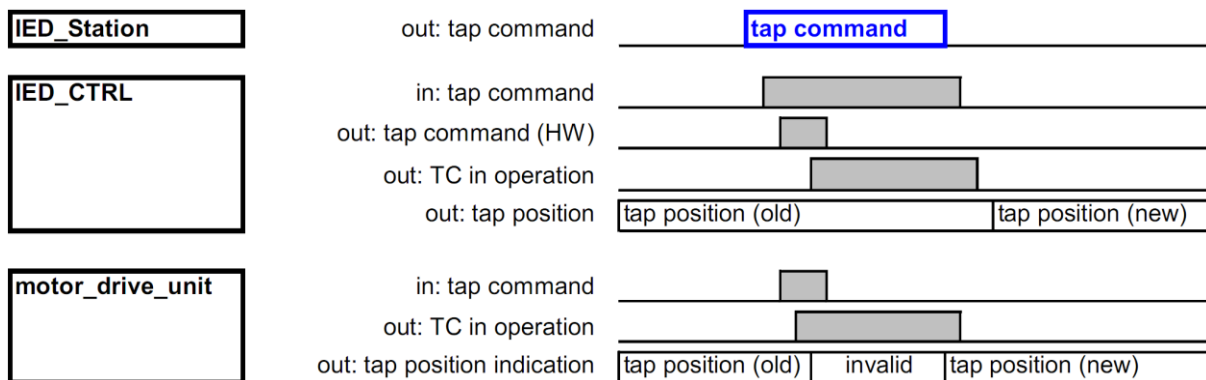 IED_Station
out: tap command
tap command
IED_CTRL
in: tap command
out: tap command (HW)
out: TC in operation
out: tap position
tap position (old)
tap position (new)
motor_drive_unit
in: tap command
out: TC in operation
out: tap position indication
tap position (old)
invalid
tap position (new)